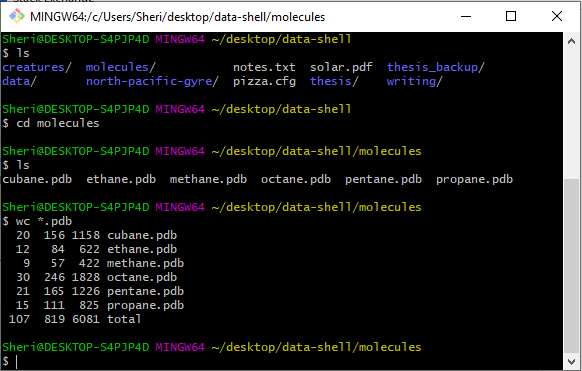 MINGW64:/c/Users/Sheri/desktop/data-shell/molecules
Sheri@DESKTOP-S4PJP4D MINGW64 ~/desktop/data-shell
$ ls
creatures/  molecules/           notes.txt  solar.pdf  thesis_backup/
data/       north-pacific-gyre/  pizza.cfg  thesis/    writing/

Sheri@DESKTOP-S4PJP4D MINGW64 ~/desktop/data-shell
$ cd molecules

Sheri@DESKTOP-S4PJP4D MINGW64 ~/desktop/data-shell/molecules
$ ls
cubane.pdb  ethane.pdb  methane.pdb  octane.pdb  pentane.pdb  propane.pdb

Sheri@DESKTOP-S4PJP4D MINGW64 ~/desktop/data-shell/molecules
$ wc *.pdb
  20  156 1158 cubane.pdb
  12   84  622 ethane.pdb
   9   57  422 methane.pdb
  30  246 1828 octane.pdb
  21  165 1226 pentane.pdb
  15  111  825 propane.pdb
 107  819 6081 total

Sheri@DESKTOP-S4PJP4D MINGW64 ~/desktop/data-shell/molecules
$